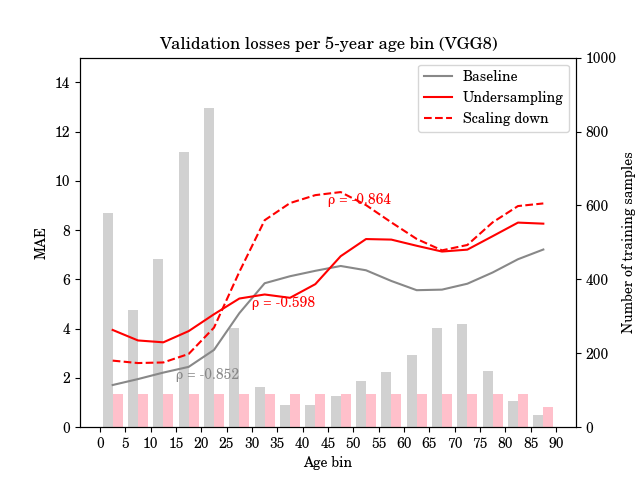 Validation losses per 5-year age bin (VGG8)
Baseline
Undersampling
Scaling down
14
12
10
8
6
4
2
0
MAE
1000
800
600
400
200
0
Number of training samples
ρ = -0.864
ρ = -0.598
ρ = -0.852
0 5 10 15 20 25 30 35 40 45 50 55 60 65 70 75 80 85 90
Age bin